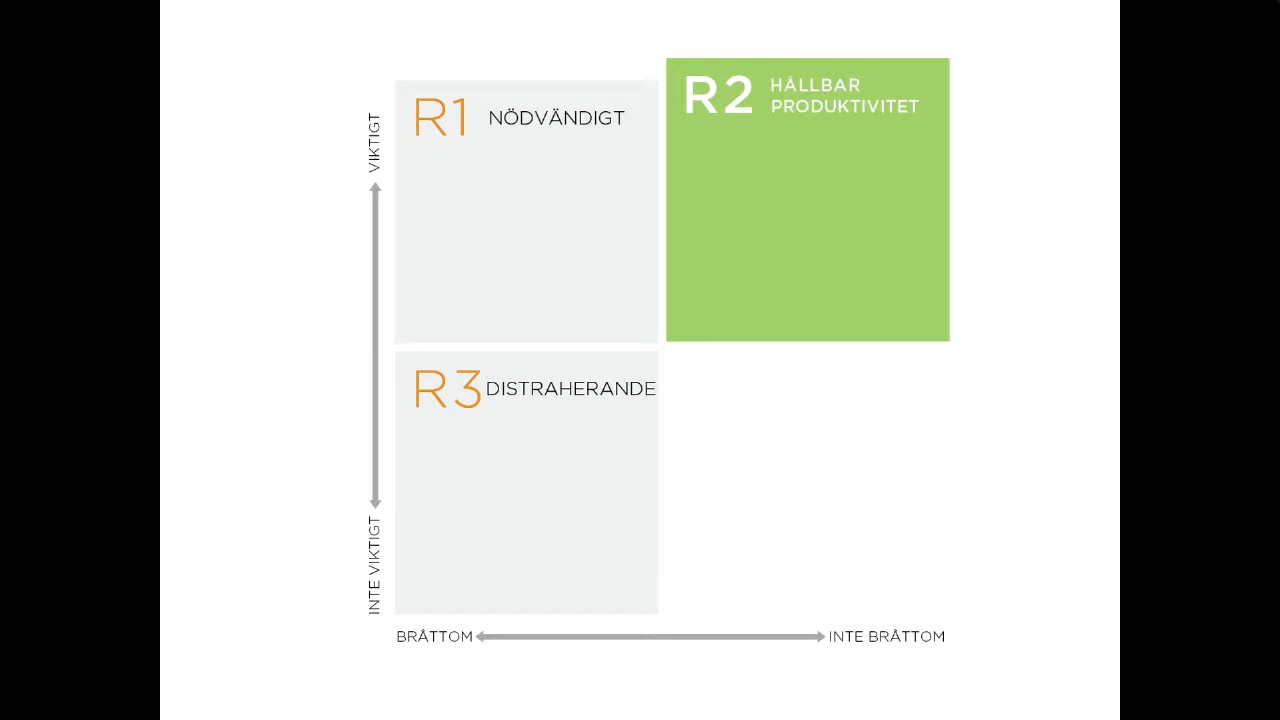 R1 NÖDVÄNDIGT
R2 HÅLLBAR
PRODUKTIVITET
VIKTIGT
R3 DISTRAHERANDE
INTE VIKTIGT
BRÅTTOM
INTE BRÅTTOM